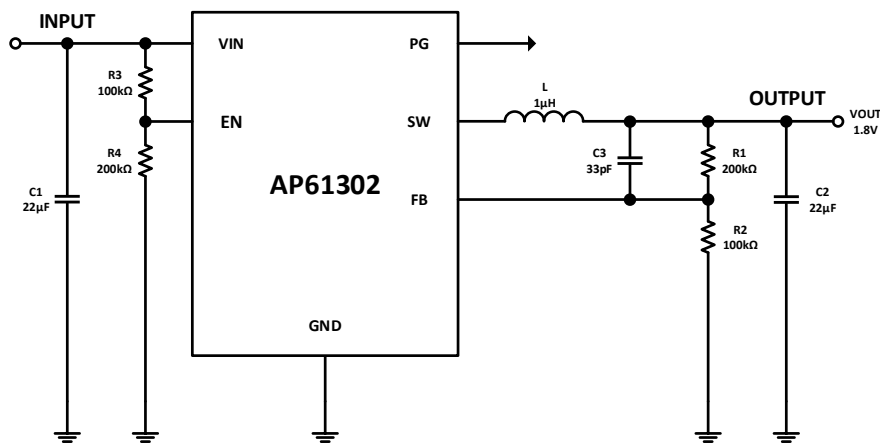 INPUT
VIN
PG
R3
100kΩ
L
1µH
OUTPUT
EN
SW
VOUT
1.8V
R4
200kΩ
C3
33pF
R1
200kΩ
AP61302
C1
22µF
FB
C2
22µF
R2
100kΩ
GND